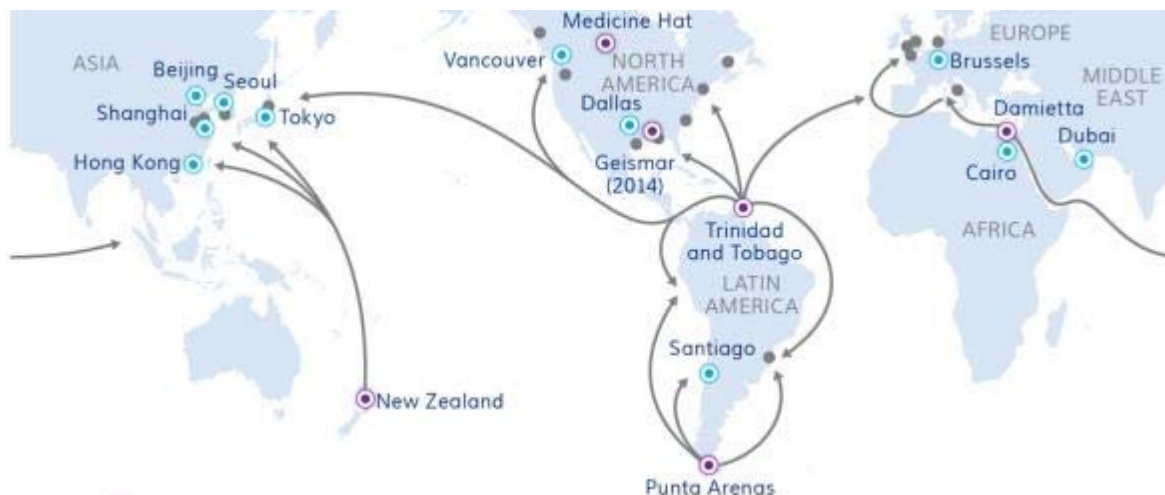 ASIA
Beijing
Seoul
Shanghai
Tokyo
Hong Kong
New Zealand
Medicine Hat
Vancouver
NORTH
AMERICA
Dallas
Geismar
(2014)
Trinidad
and Tobago
LATIN
AMERICA
Santiago
Punta Arenas
EUROPE
Brussels
MIDDLE
EAST
Damietta
Dubai
Cairo
AFRICA